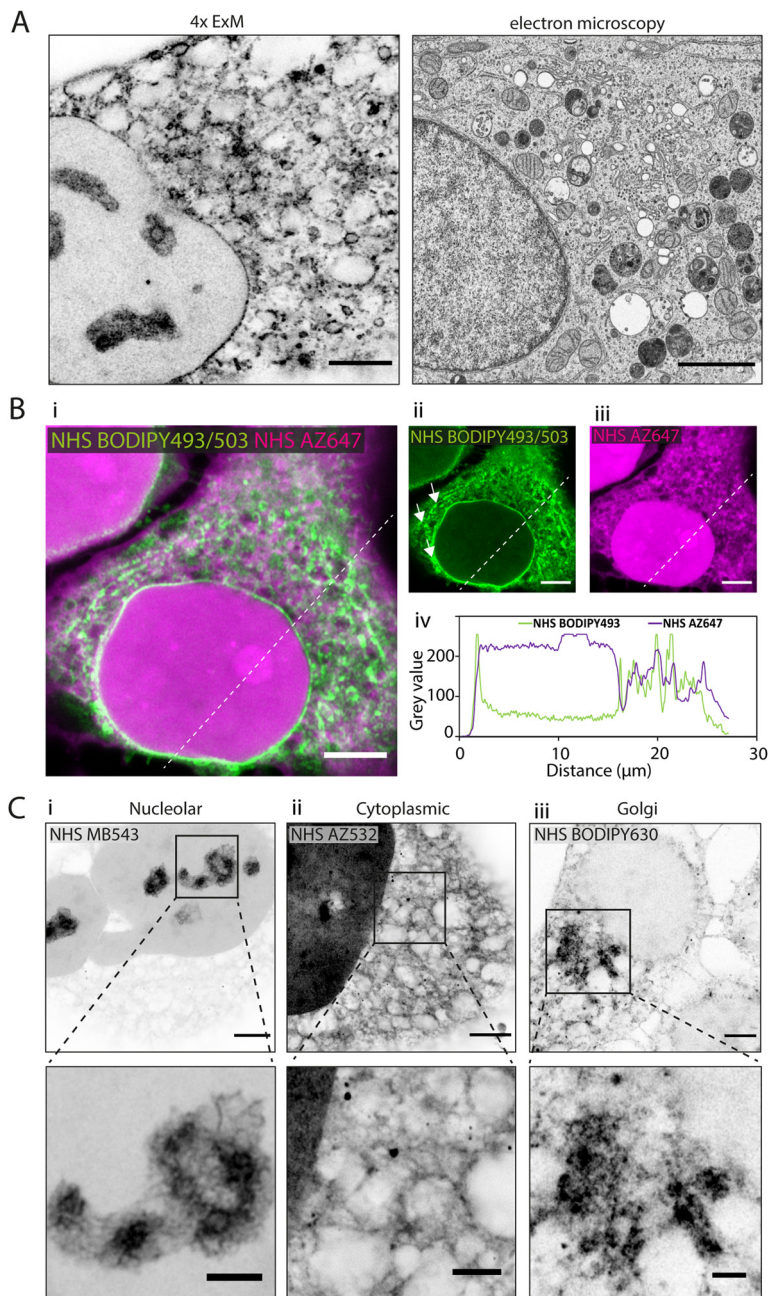 A
4x ExM
electron microscopy
B
i
NHS BODIPY493/503 NHS AZ647
ii
NHS BODIPY493/503
iii
NHS AZ647
iv
NHS BODIPY493
NHS AZ647
Grey value
200
100
0
0
10
20
30
Distance (μm)
C
i
Nucleolar
NHS MB543
ii
Cytoplasmic
NHS AZ532
iii
Golgi
NHS BODIPY630